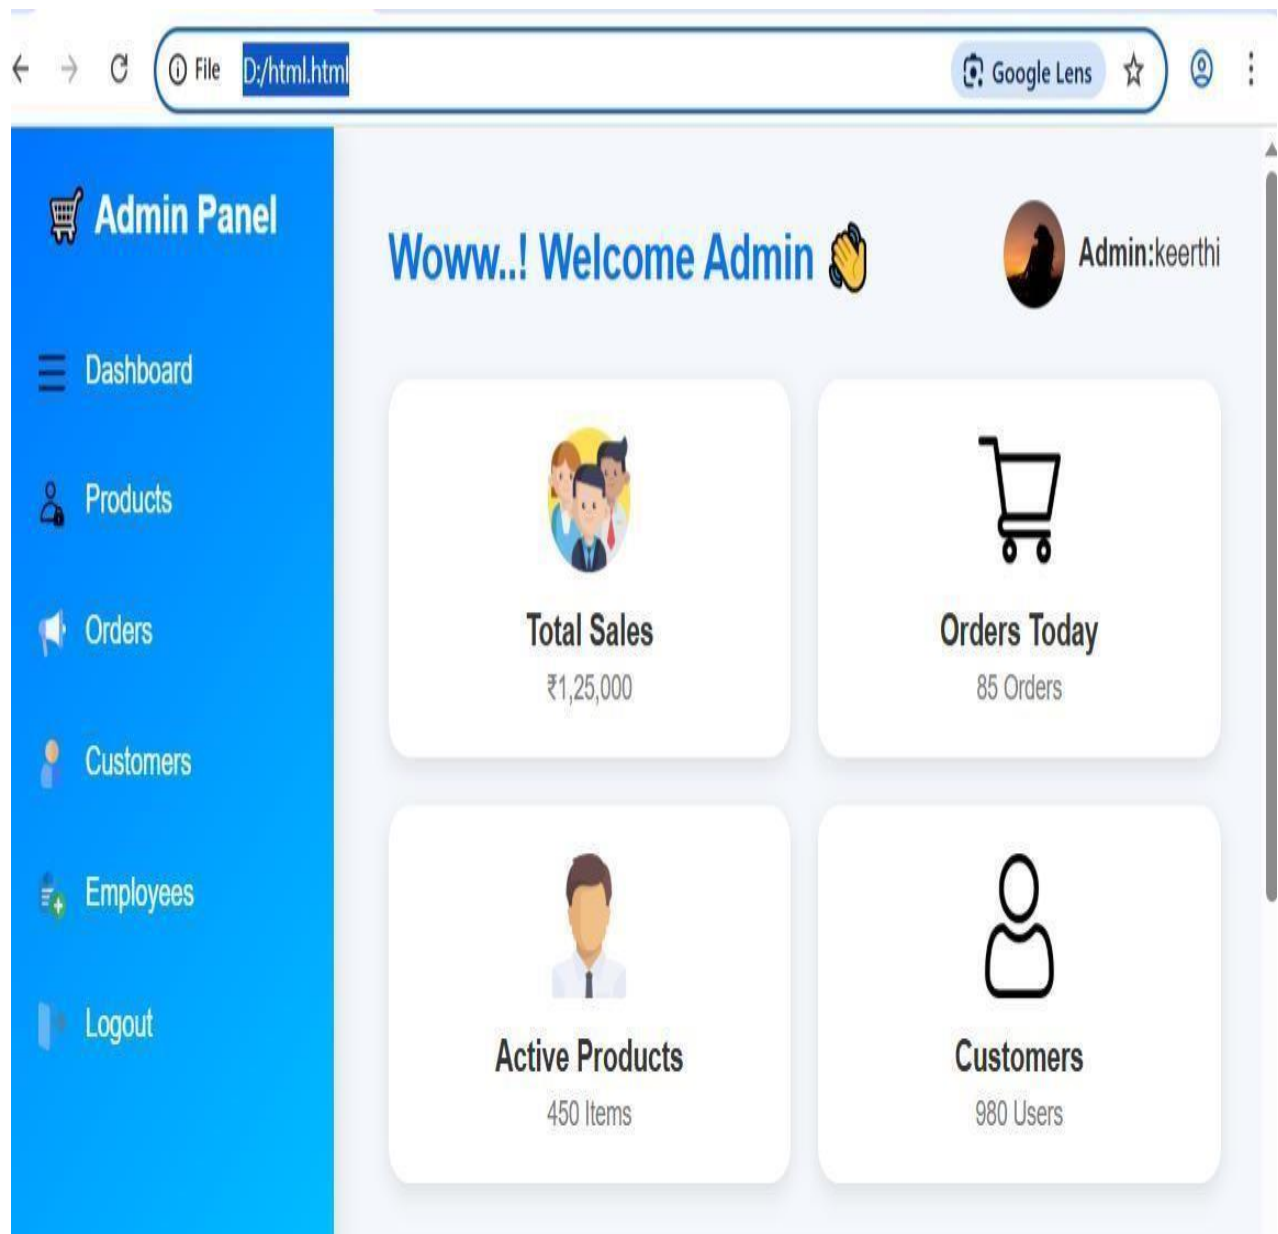 File D:/html.html Google Lens
🛒 Admin Panel
Dashboard
Products
Orders
Customers
Employees
Logout
Woww..! Welcome Admin 👋
Admin:keerthi
Total Sales
₹1,25,000
Orders Today
85 Orders
Active Products
450 Items
Customers
980 Users